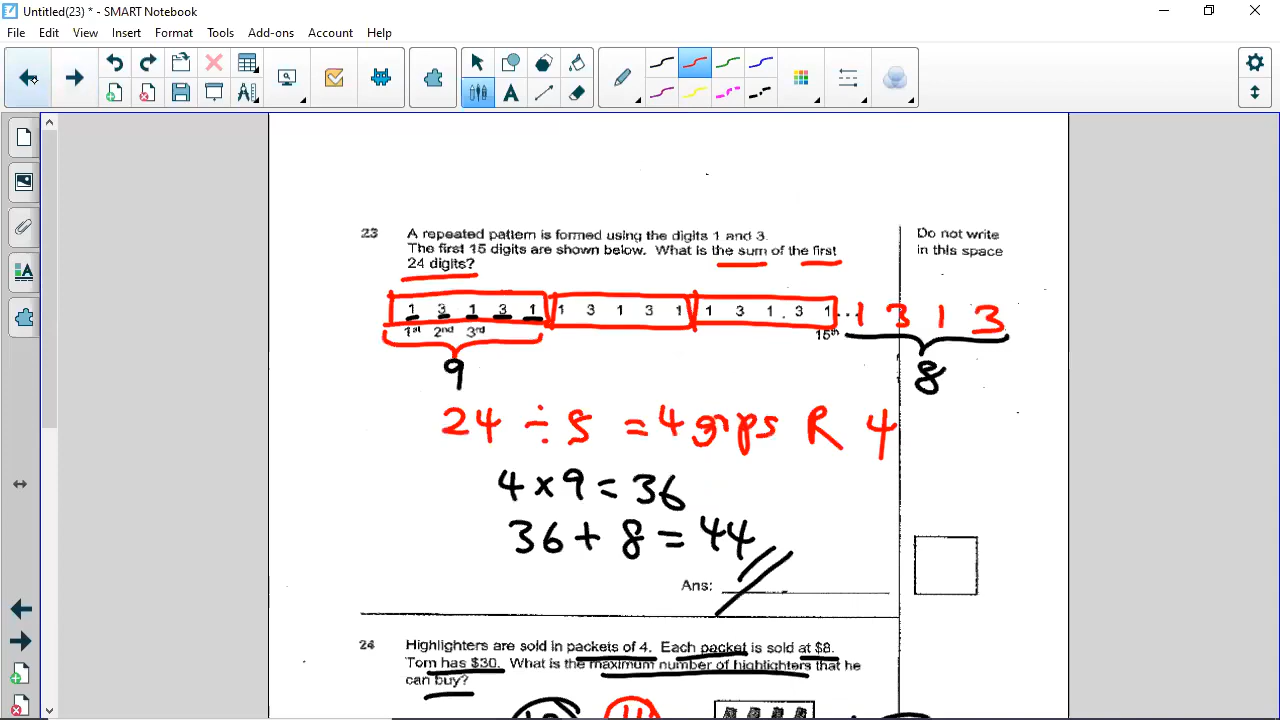 Untitled(23) * - SMART Notebook
File Edit View Insert Format Tools Add-ons Account Help
23 A repeated pattern is formed using the digits 1 and 3. Do not write
The first 15 digits are shown below. What is the sum of the first in this space
24 digits?
1 3 1 3 1 1 3 1 3 1 1 3 1 3 1 ... 1 3 1 3
1st 2nd 3rd 15th
9 8
24 ÷ 5 = 4 grps R 4
4 × 9 = 36
36 + 8 = 44
Ans:
24 Highlighters are sold in packets of 4. Each packet is sold at $8.
Tom has $30. What is the maximum number of highlighters that he
can buy?